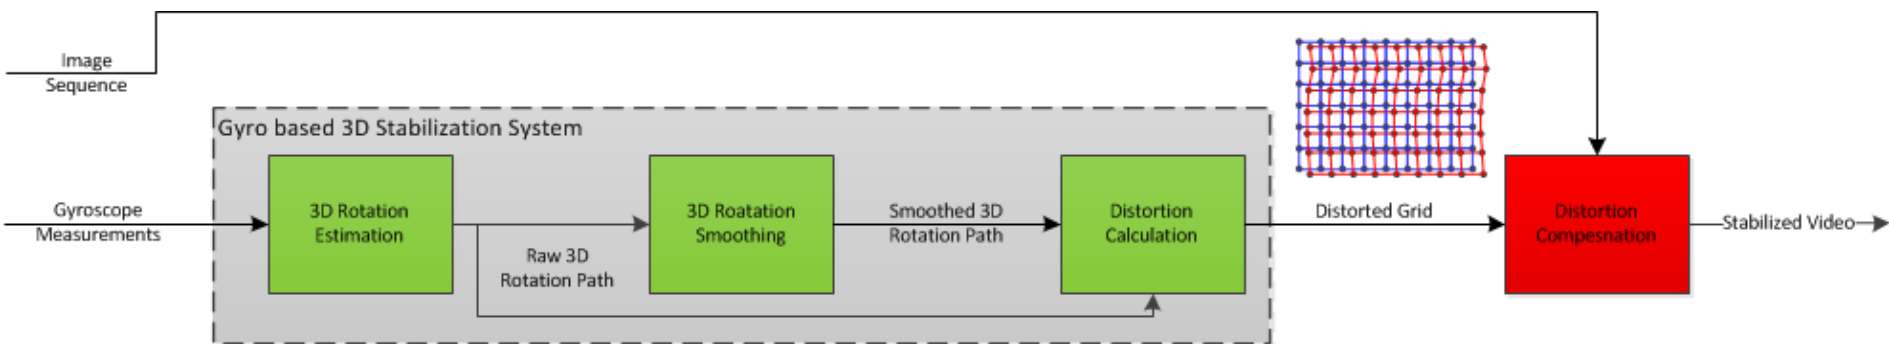 Image
Sequence
Gyro based 3D Stabilization System
Gyroscope
Measurements
3D Rotation
Estimation
Raw 3D
Rotation Path
3D Roatation
Smoothing
Smoothed 3D
Rotation Path
Distortion
Calculation
Distorted Grid
Distortion
Compesnation
Stabilized Video